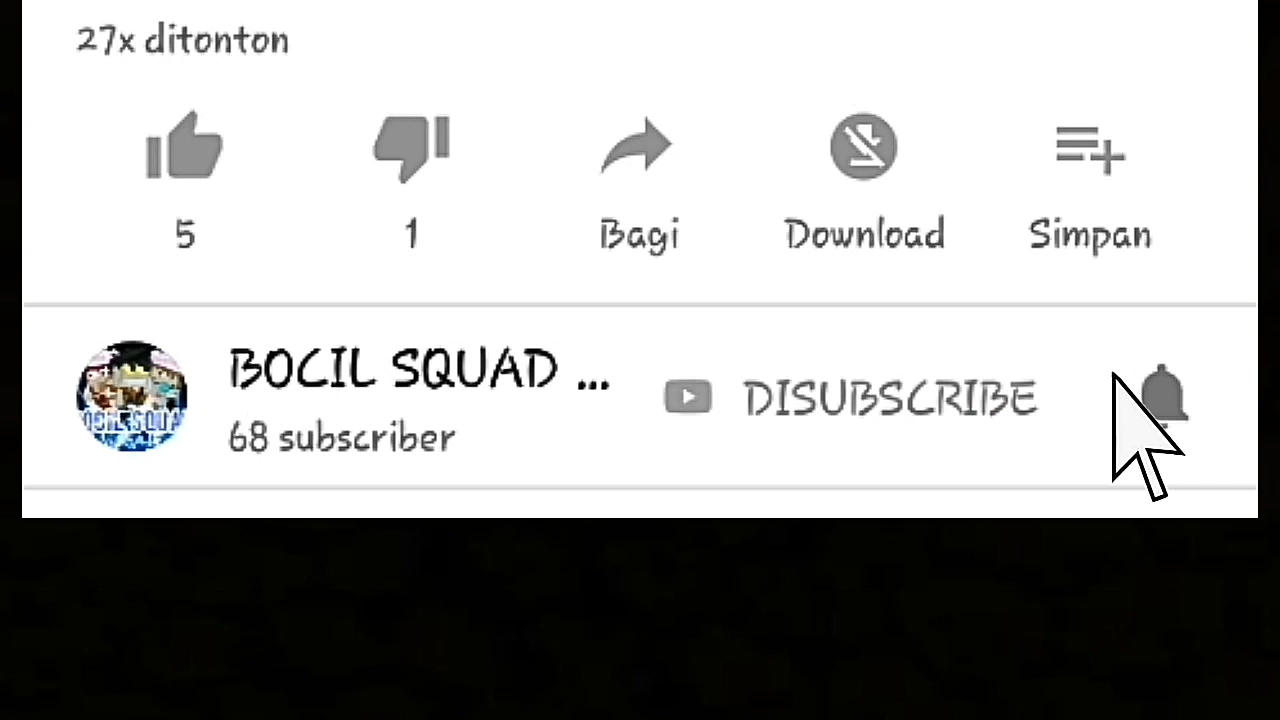 27x ditonton
5 1 Bagi Download Simpan
BOCIL SQUAD ... DISUBSCRIBE
68 subscriber